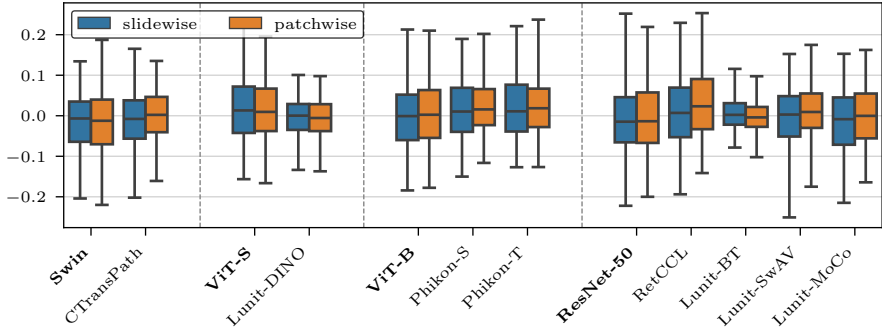 slidewise patchwise
0.2
0.1
0.0
−0.1
−0.2
Swin
CTransPath
ViT-S
Lunit-DINO
ViT-B
Phikon-S
Phikon-T
ResNet-50
RetCCL
Lunit-BT
Lunit-SwAV
Lunit-MoCo